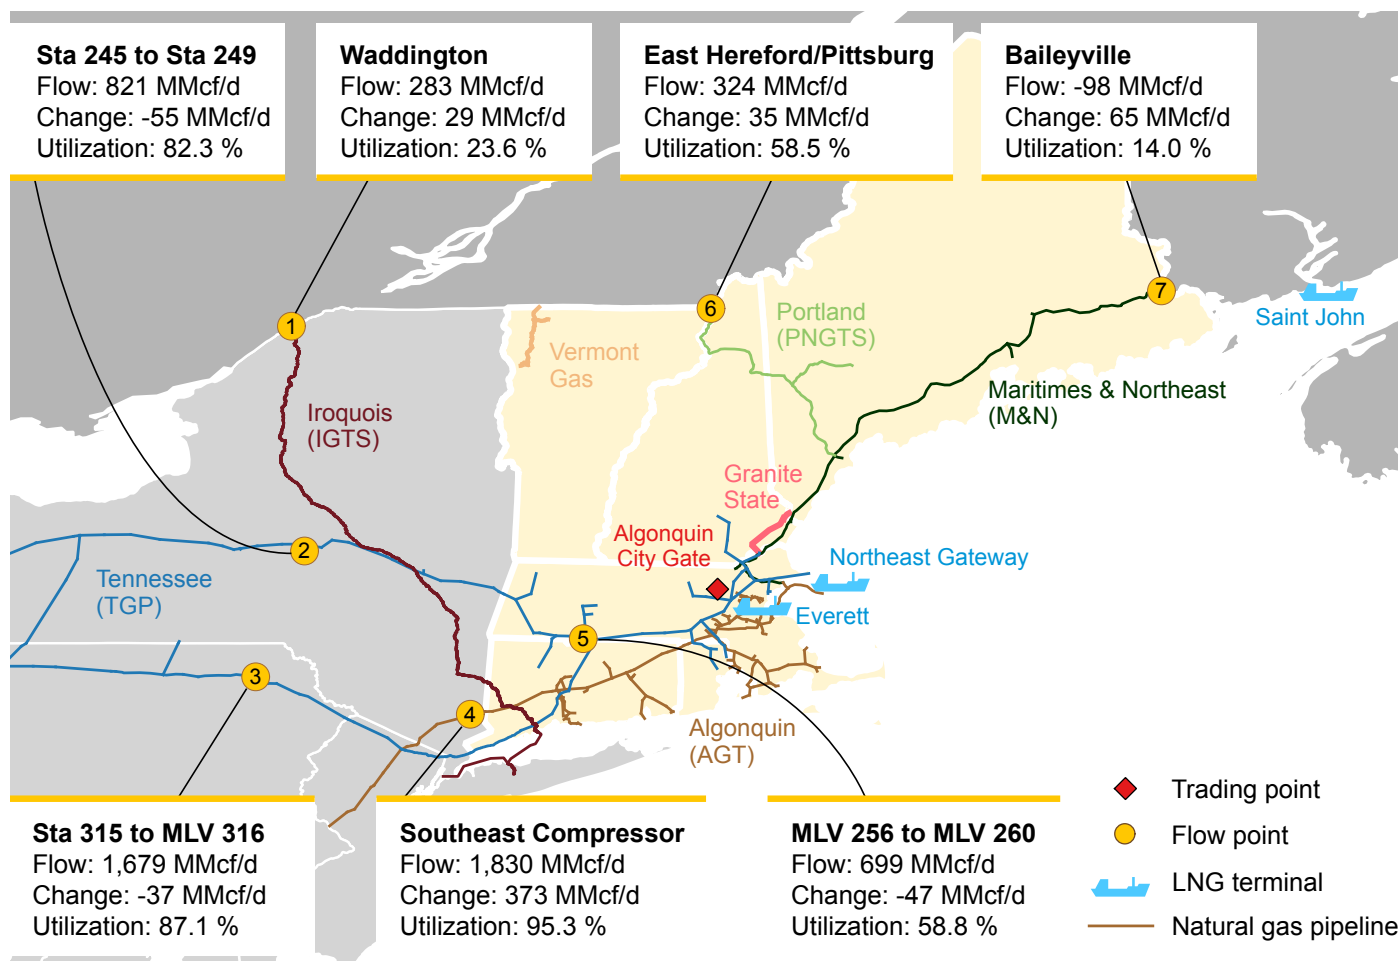 Sta 245 to Sta 249
Flow: 821 MMcf/d
Change: -55 MMcf/d
Utilization: 82.3 %
Waddington
Flow: 283 MMcf/d
Change: 29 MMcf/d
Utilization: 23.6 %
East Hereford/Pittsburg
Flow: 324 MMcf/d
Change: 35 MMcf/d
Utilization: 58.5 %
Baileyville
Flow: -98 MMcf/d
Change: 65 MMcf/d
Utilization: 14.0 %
7
6
1
Saint John
Portland
(PNGTS)
Vermont
Gas
Maritimes & Northeast
(M&N)
Iroquois
(IGTS)
Granite
State
Algonquin
City Gate
2
Northeast Gateway
Tennessee
(TGP)
Everett
5
3
4
Algonquin
(AGT)
Sta 315 to MLV 316
Flow: 1,679 MMcf/d
Change: -37 MMcf/d
Utilization: 87.1 %
Southeast Compressor
Flow: 1,830 MMcf/d
Change: 373 MMcf/d
Utilization: 95.3 %
MLV 256 to MLV 260
Flow: 699 MMcf/d
Change: -47 MMcf/d
Utilization: 58.8 %
Trading point
Flow point
LNG terminal
Natural gas pipeline